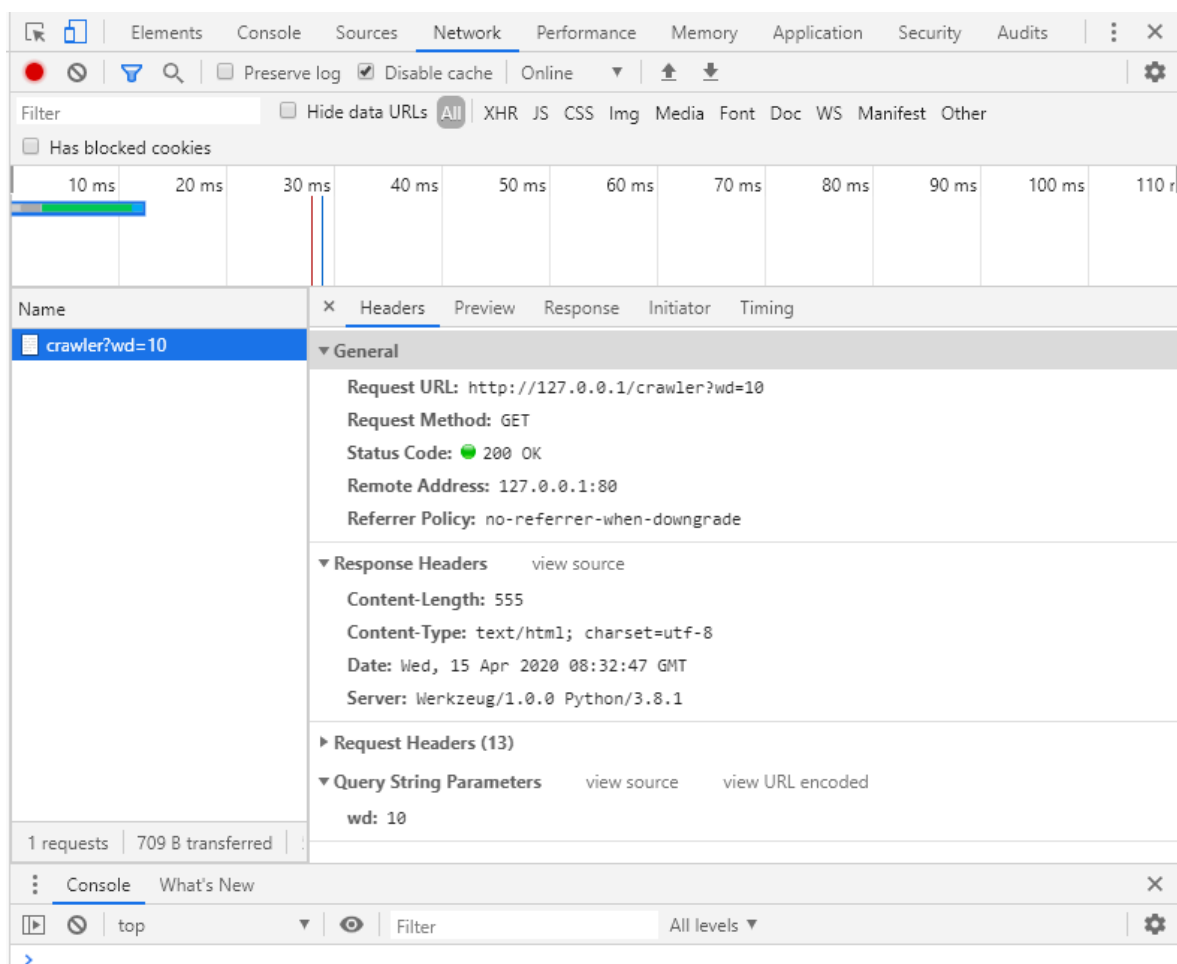 Elements Console Sources Network Performance Memory Application Security Audits
Preserve log Disable cache Online
Filter Hide data URLs All XHR JS CSS Img Media Font Doc WS Manifest Other
Has blocked cookies
10 ms 20 ms 30 ms 40 ms 50 ms 60 ms 70 ms 80 ms 90 ms 100 ms 110
Name Headers Preview Response Initiator Timing
crawler?wd=10
General
Request URL: http://127.0.0.1/crawler?wd=10
Request Method: GET
Status Code: 200 OK
Remote Address: 127.0.0.1:80
Referrer Policy: no-referrer-when-downgrade
Response Headers view source
Content-Length: 555
Content-Type: text/html; charset=utf-8
Date: Wed, 15 Apr 2020 08:32:47 GMT
Server: Werkzeug/1.0.0 Python/3.8.1
Request Headers (13)
Query String Parameters view source view URL encoded
wd: 10
1 requests 709 B transferred
Console What's New
top Filter All levels